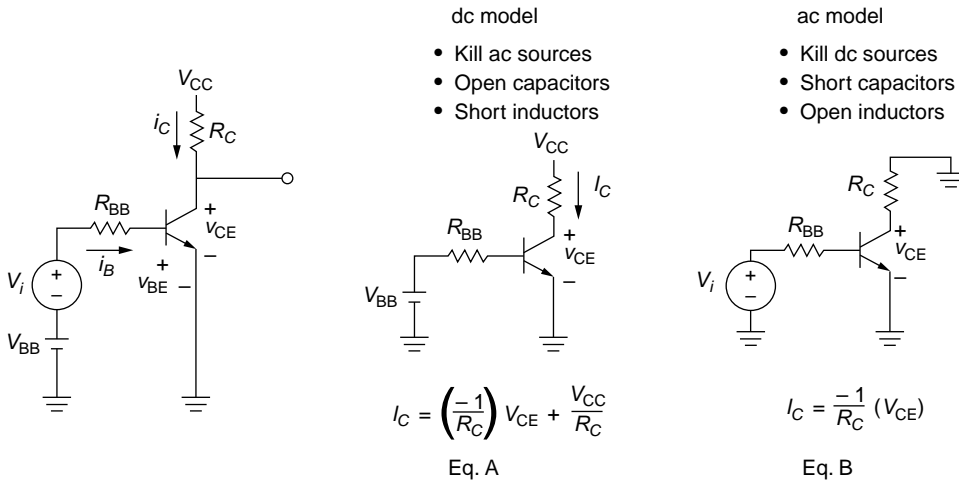 dc model
• Kill ac sources
• Open capacitors
• Short inductors
ac model
• Kill dc sources
• Short capacitors
• Open inductors
V_CC
i_C
R_C
R_BB
+
v_CE
−
i_B
+
v_BE
−
V_i
+
−
V_BB
V_CC
R_C
I_C
R_BB
+
v_CE
−
V_BB
R_C
R_BB
+
v_CE
−
V_i
+
−
I_C = (−1/R_C) V_CE + V_CC/R_C
Eq. A
I_C = −1/R_C (V_CE)
Eq. B